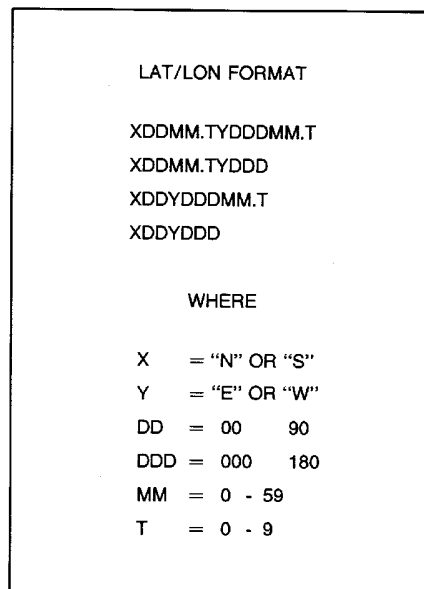 LAT/LON FORMAT
XDDMM.TYDDDMM.T
XDDMM.TYDDD
XDDYDDDMM.T
XDDYDDD
WHERE
X = “N” OR “S”
Y = “E” OR “W”
DD = 00 90
DDD = 000 180
MM = 0 - 59
T = 0 - 9